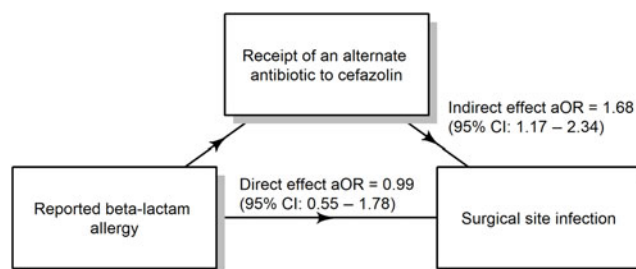 Receipt of an alternate
antibiotic to cefazolin
Indirect effect aOR = 1.68
(95% CI: 1.17 – 2.34)
Direct effect aOR = 0.99
(95% CI: 0.55 – 1.78)
Reported beta-lactam
allergy
Surgical site infection